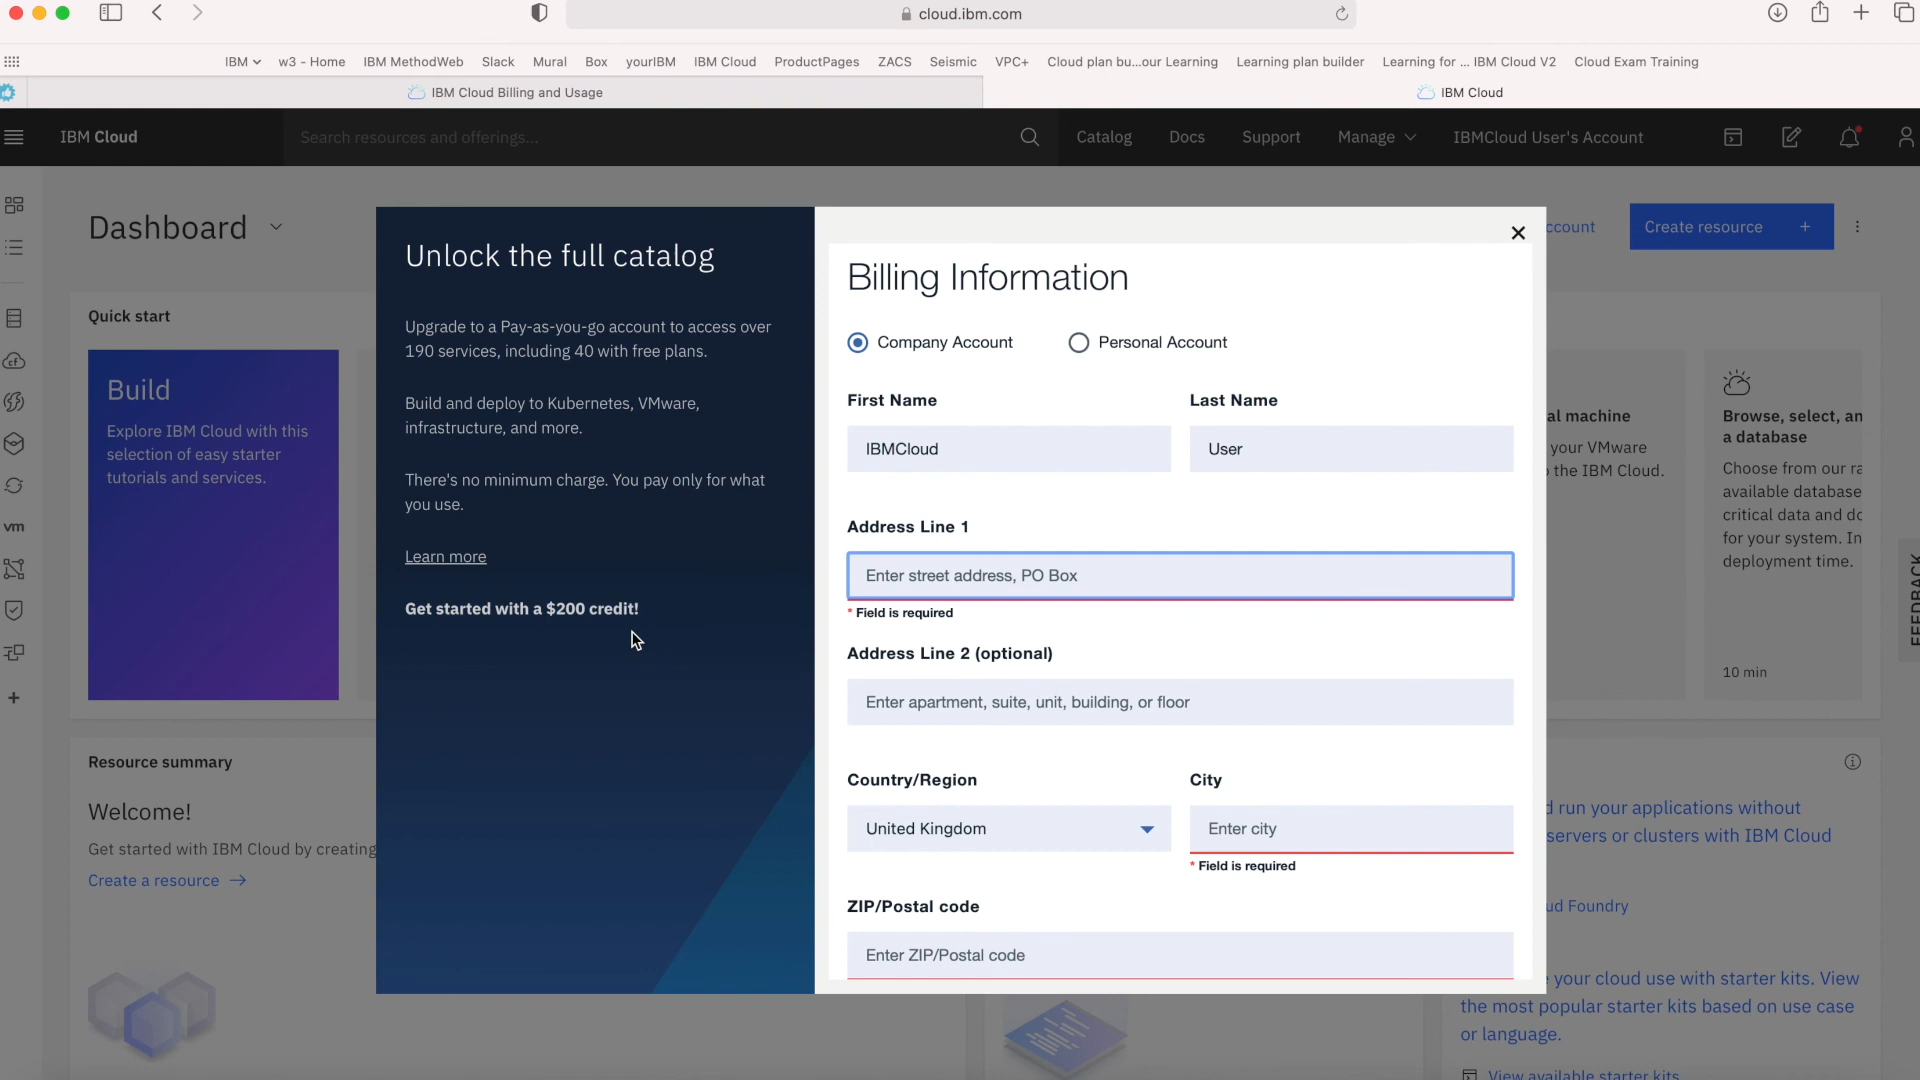 cloud.ibm.com
IBM w3 - Home IBM MethodWeb Slack Mural Box yourIBM IBM Cloud ProductPages ZACS Seismic VPC+ Cloud plan bu...our Learning Learning plan builder Learning for ... IBM Cloud V2 Cloud Exam Training
IBM Cloud Billing and Usage
IBM Cloud
IBM Cloud
Search resources and offerings...
Catalog Docs Support Manage IBMCloud User's Account
Dashboard
ccount
Create resource +
Quick start
Build
Explore IBM Cloud with this
selection of easy starter
tutorials and services.
cf
vm
Unlock the full catalog
Upgrade to a Pay-as-you-go account to access over
190 services, including 40 with free plans.
Build and deploy to Kubernetes, VMware,
infrastructure, and more.
There's no minimum charge. You pay only for what
you use.
Learn more
Get started with a $200 credit!
Billing Information
Company Account Personal Account
First Name Last Name
IBMCloud User
Address Line 1
Enter street address, PO Box
* Field is required
Address Line 2 (optional)
Enter apartment, suite, unit, building, or floor
Country/Region City
United Kingdom Enter city
* Field is required
ZIP/Postal code
Enter ZIP/Postal code
al machine
your VMware
the IBM Cloud.
Browse, select, an
a database
Choose from our ra
available database
critical data and do
for your system. In
deployment time.
10 min
FEEDBACK
Resource summary
Welcome!
Get started with IBM Cloud by creating
Create a resource →
d run your applications without
servers or clusters with IBM Cloud
ud Foundry
your cloud use with starter kits. View
the most popular starter kits based on use case
or language.
View available starter kits